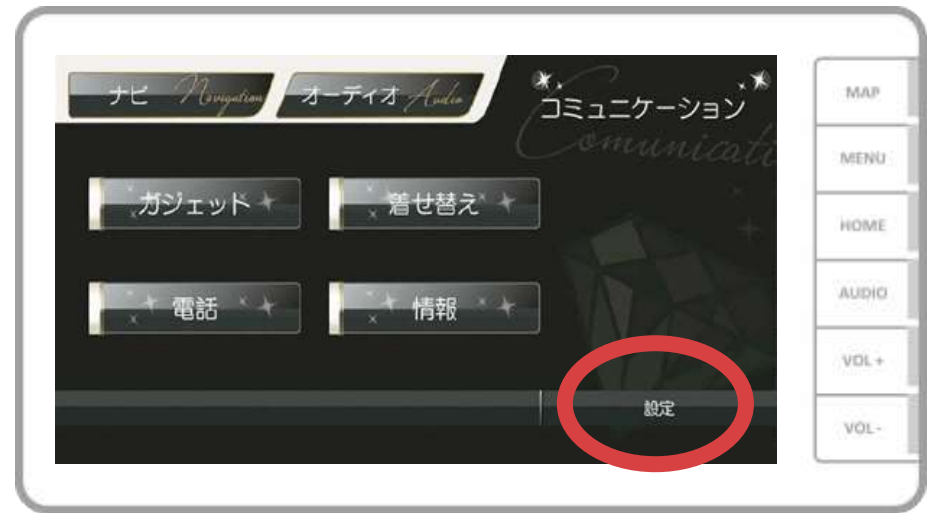 ナビ Navigation オーディオ Audio コミュニケーション
Comunicati
ガジェット 着せ替え
電話 情報
設定
MAP
MENU
HOME
AUDIO
VOL +
VOL -